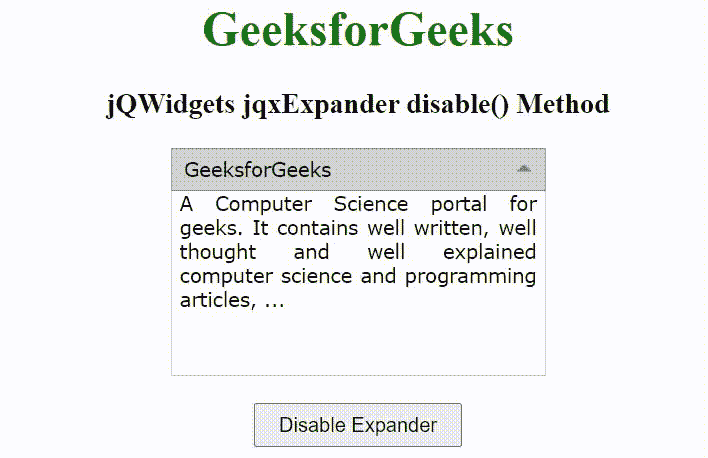 GeeksforGeeks
jQWidgets jqxExpander disable() Method
GeeksforGeeks
A Computer Science portal for
geeks. It contains well written, well
thought and well explained
computer science and programming
articles, ...
Disable Expander